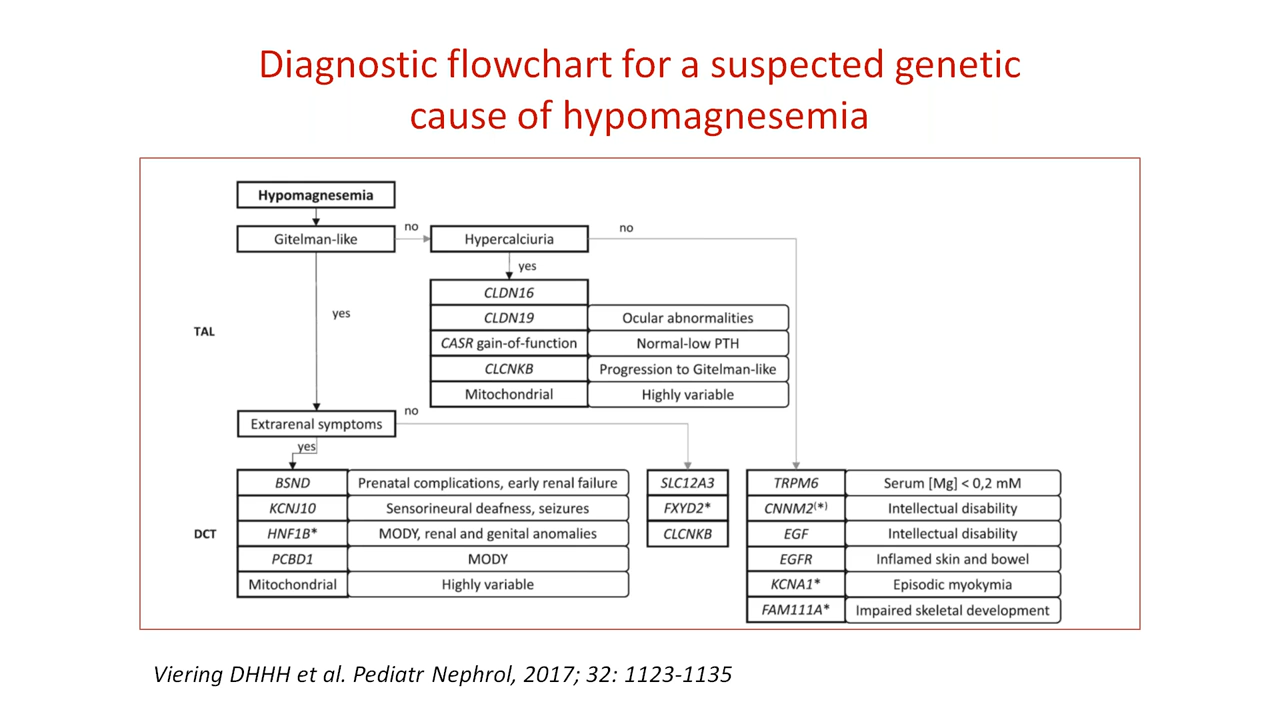 Diagnostic flowchart for a suspected genetic
cause of hypomagnesemia
Hypomagnesemia
Gitelman-like
no
Hypercalciuria
no
yes
yes
TAL
CLDN16
CLDN19 Ocular abnormalities
CASR gain-of-function Normal-low PTH
CLCNKB Progression to Gitelman-like
Mitochondrial Highly variable
Extrarenal symptoms
no
yes
DCT
BSND Prenatal complications, early renal failure
KCNJ10 Sensorineural deafness, seizures
HNF1B* MODY, renal and genital anomalies
PCBD1 MODY
Mitochondrial Highly variable
SLC12A3
FXYD2*
CLCNKB
TRPM6 Serum [Mg] < 0,2 mM
CNNM2(*) Intellectual disability
EGF Intellectual disability
EGFR Inflamed skin and bowel
KCNA1* Episodic myokymia
FAM111A* Impaired skeletal development
Viering DHHH et al. Pediatr Nephrol, 2017; 32: 1123-1135